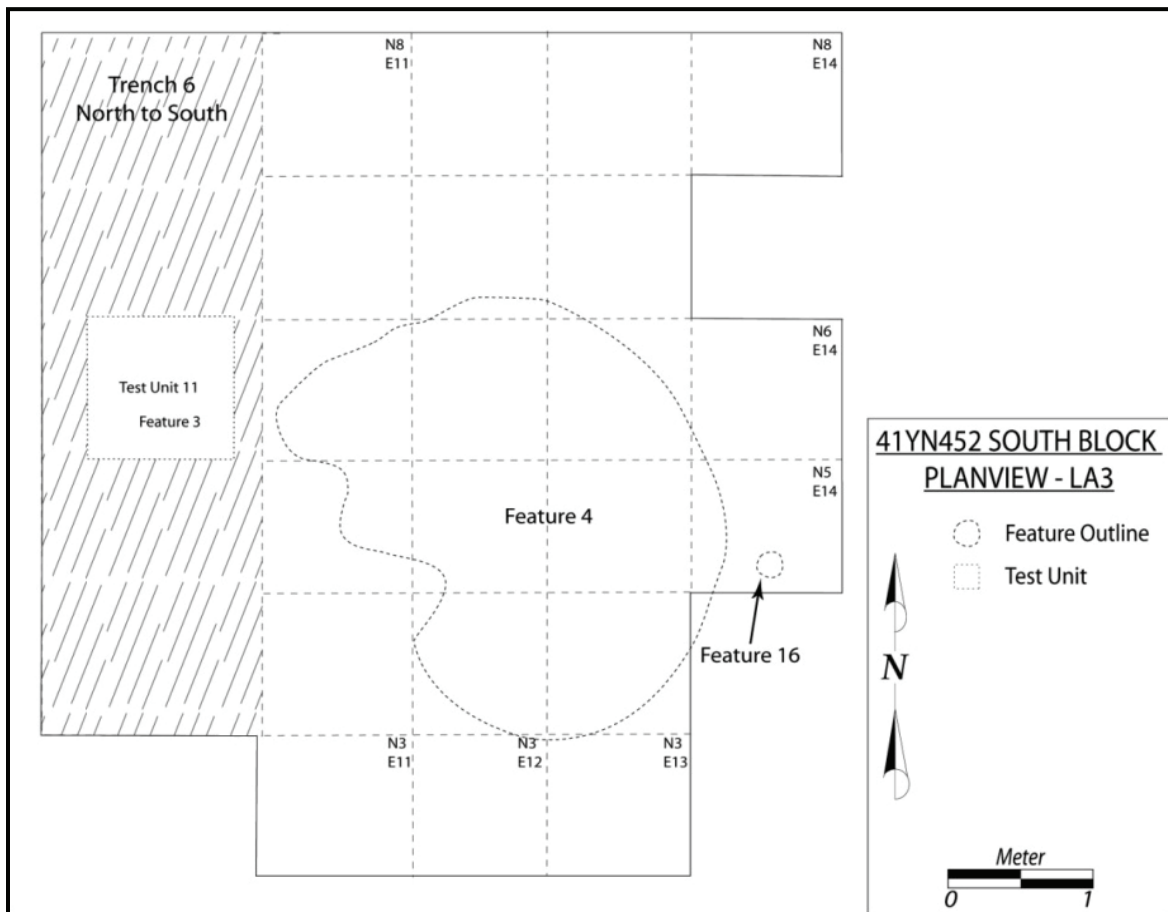 N8
E11
N8
E14
Trench 6
North to South
N6
E14
Test Unit 11
Feature 3
N5
E14
Feature 4
Feature 16
N3
E11
N3
E12
N3
E13
41YN452 SOUTH BLOCK
PLANVIEW - LA3
Feature Outline
Test Unit
N
Meter
0 1